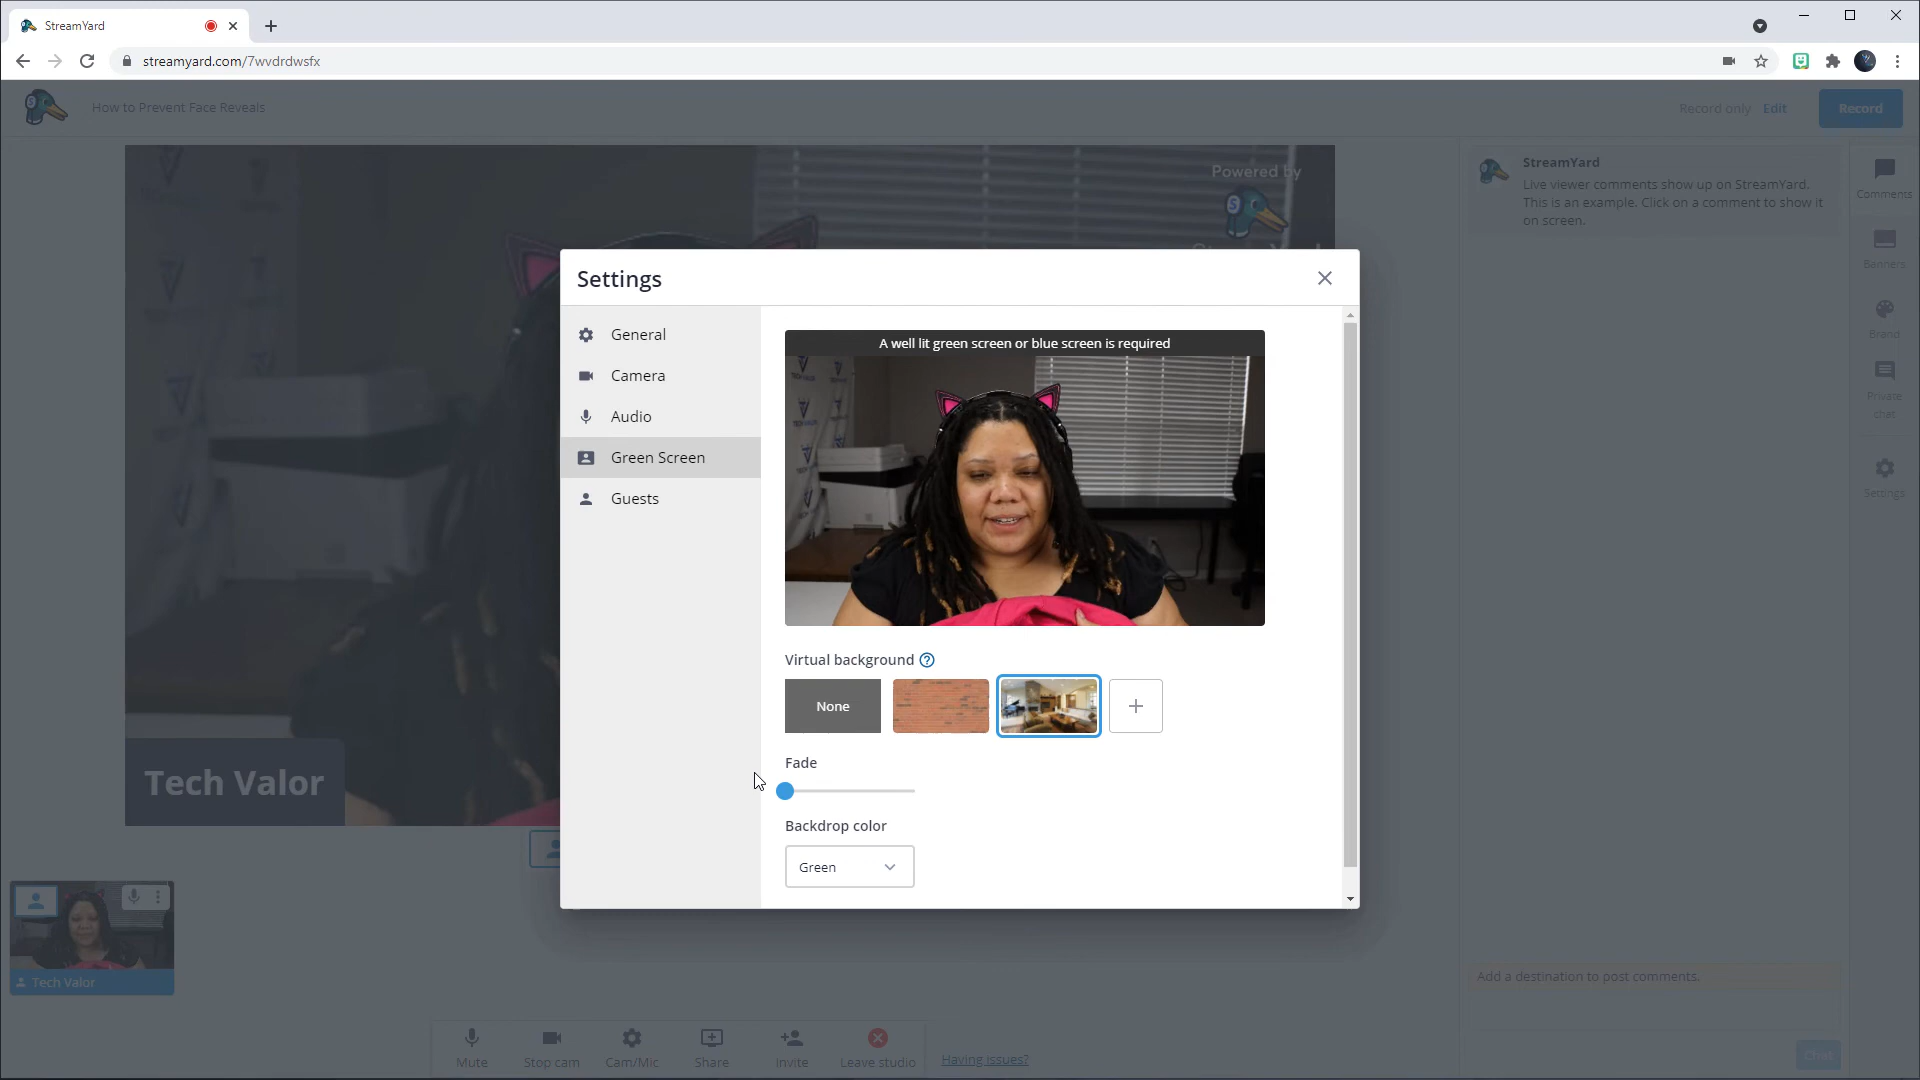 StreamYard
streamyard.com/7wvdrdwsfx
How to Prevent Face Reveals
Record only Edit Record
Powered by
StreamYard
Live viewer comments show up on StreamYard.
This is an example. Click on a comment to show it
on screen.
Comments
Banners
Brand
Private
chat
Settings
Settings
General
Camera
Audio
Green Screen
Guests
A well lit green screen or blue screen is required
Virtual background
None
Fade
Backdrop color
Green
Tech Valor
Tech Valor
Add a destination to post comments.
Chat
Mute
Stop cam
Cam/Mic
Share
Invite
Leave studio
Having issues?